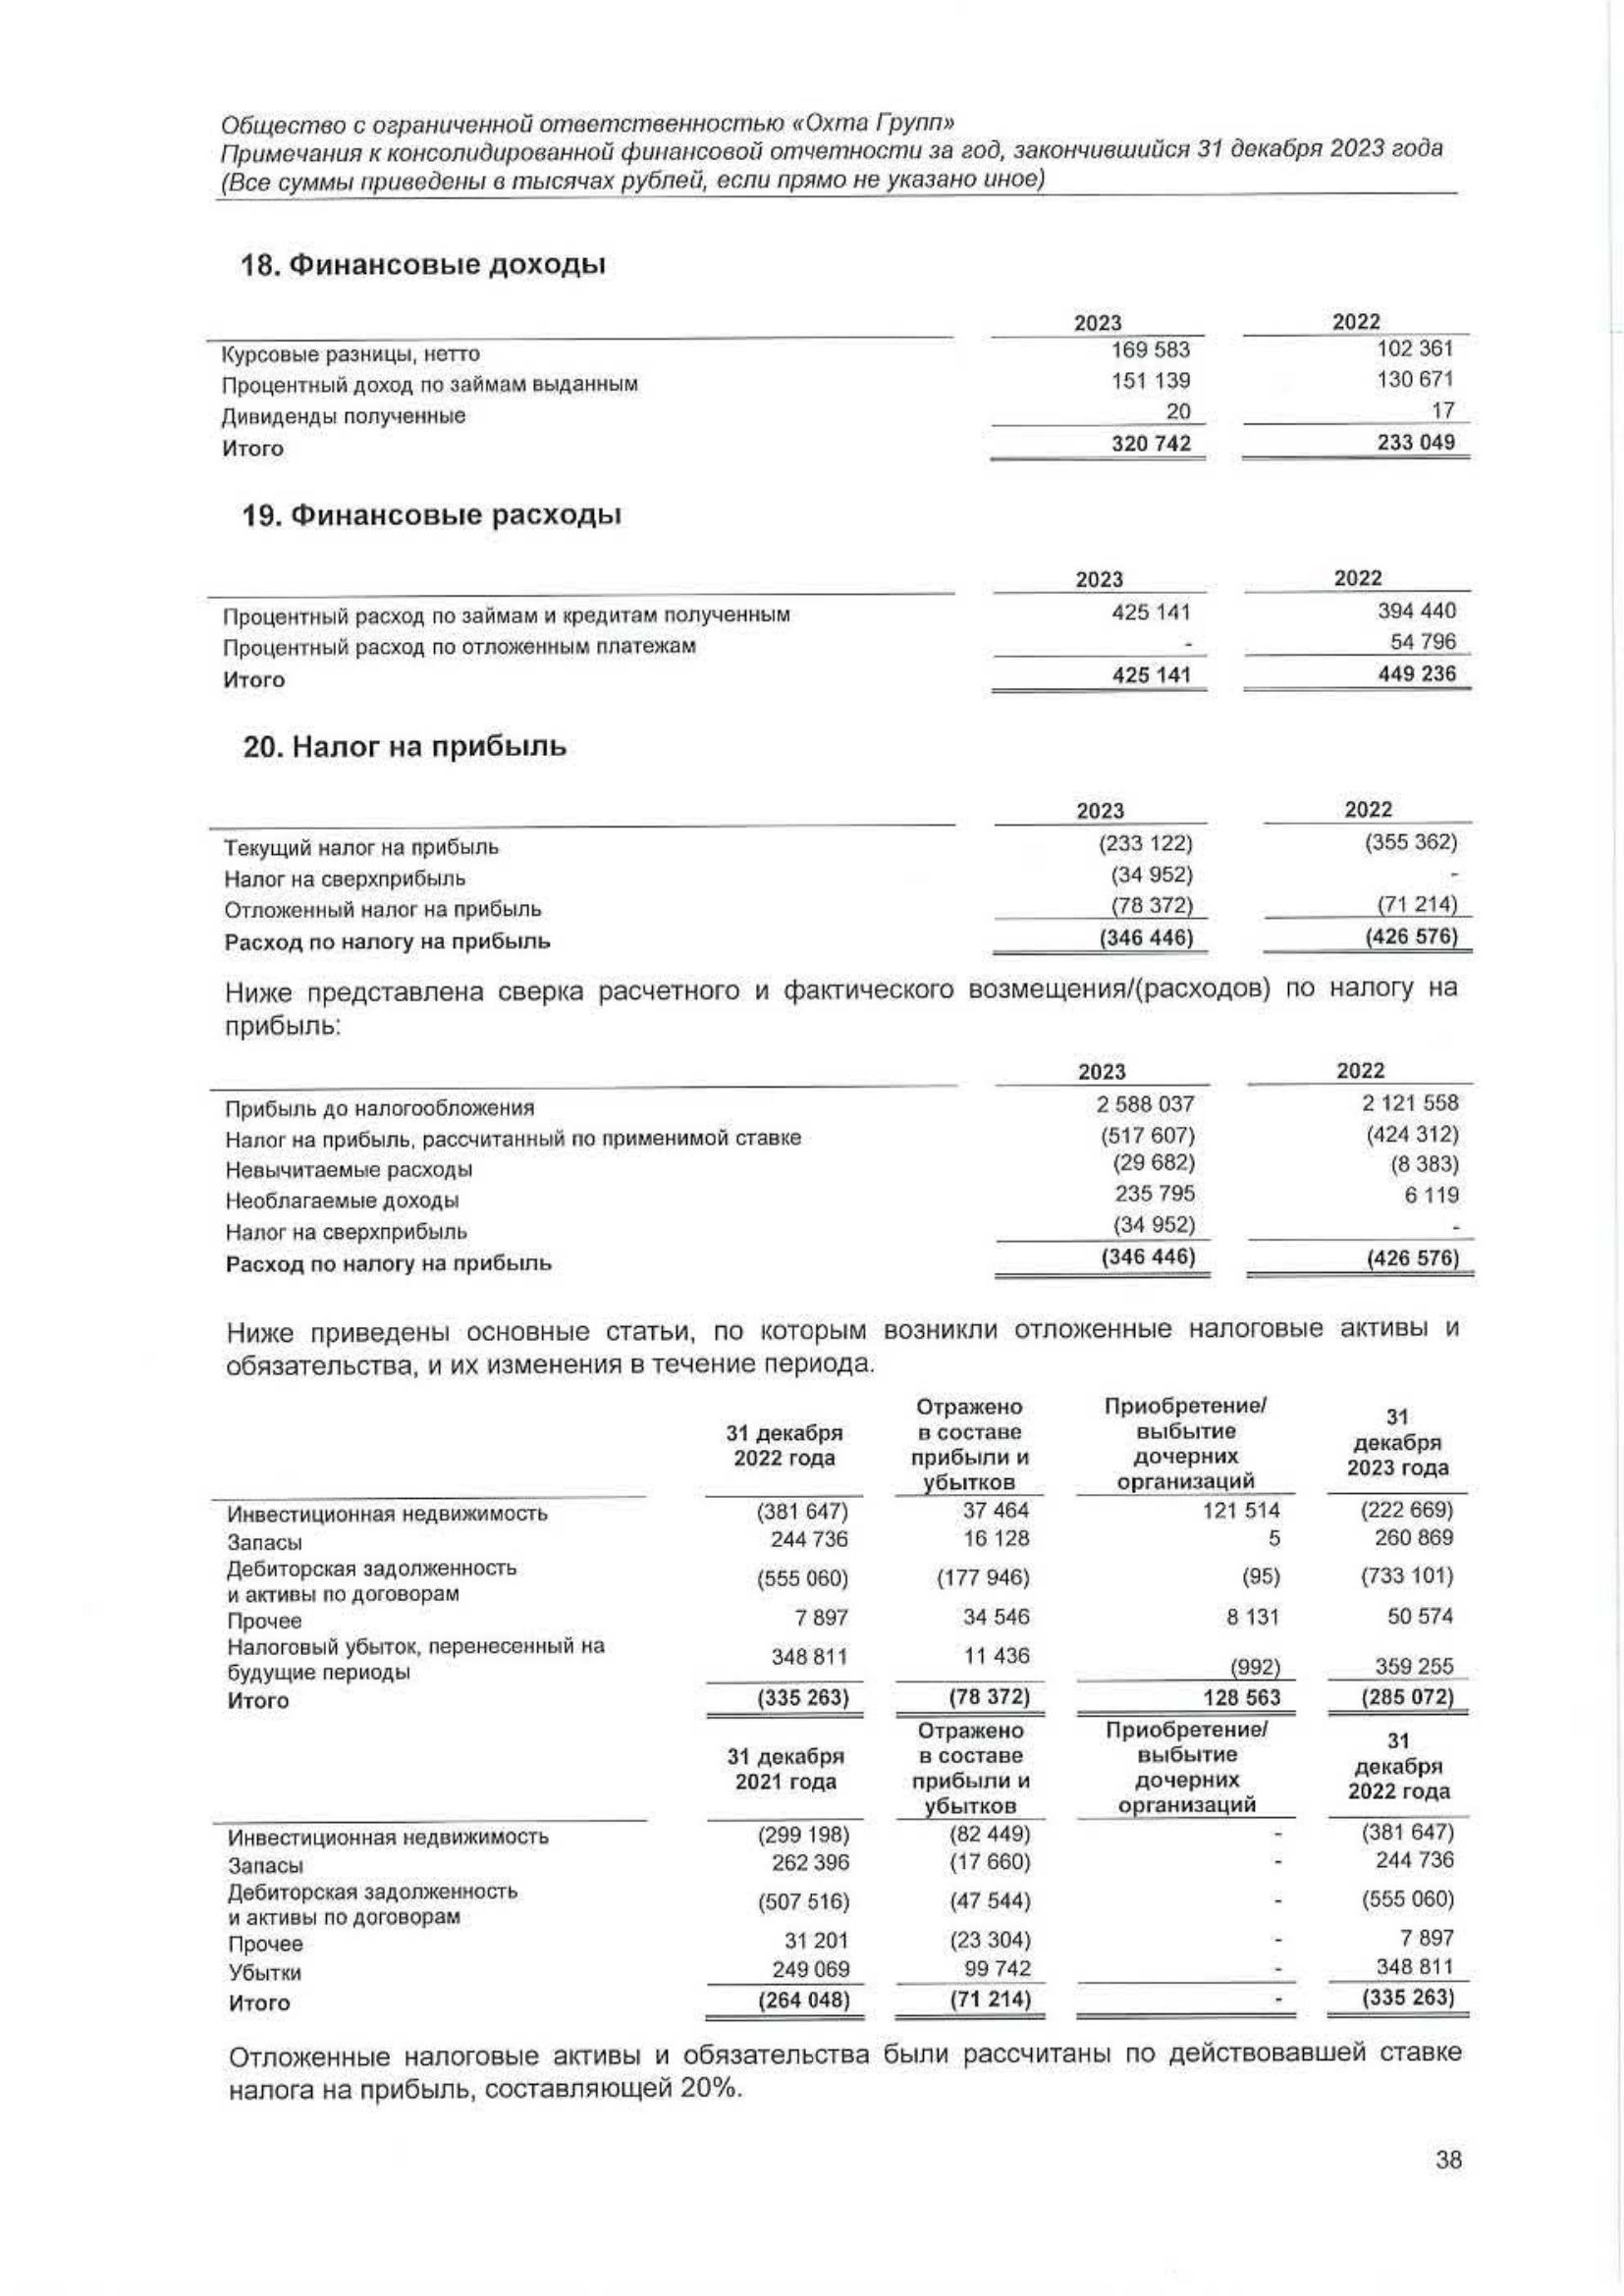 Общество с ограниченной ответственностью «Охта Групп»
Примечания к консолидированной финансовой отчетности за год, закончившийся 31 декабря 2023 года
(Все суммы приведены в тысячах рублей, если прямо не указано иное)
18. Финансовые доходы
2023 2022
Курсовые разницы, нетто 169 583 102 361
Процентный доход по займам выданным 151 139 130 671
Дивиденды полученные 20 17
Итого 320 742 233 049
19. Финансовые расходы
2023 2022
Процентный расход по займам и кредитам полученным 425 141 394 440
Процентный расход по отложенным платежам - 54 796
Итого 425 141 449 236
20. Налог на прибыль
2023 2022
Текущий налог на прибыль (233 122) (355 362)
Налог на сверхприбыль (34 952) -
Отложенный налог на прибыль (78 372) (71 214)
Расход по налогу на прибыль (346 446) (426 576)
Ниже представлена сверка расчетного и фактического возмещения/(расходов) по налогу на
прибыль:
2023 2022
Прибыль до налогообложения 2 588 037 2 121 558
Налог на прибыль, рассчитанный по применимой ставке (517 607) (424 312)
Невычитаемые расходы (29 682) (8 383)
Необлагаемые доходы 235 795 6 119
Налог на сверхприбыль (34 952) -
Расход по налогу на прибыль (346 446) (426 576)
Ниже приведены основные статьи, по которым возникли отложенные налоговые активы и
обязательства, и их изменения в течение периода.
31 декабря
2022 года
Отражено
в составе
прибыли и
убытков
Приобретение/
выбытие
дочерних
организаций
31
декабря
2023 года
Инвестиционная недвижимость (381 647) 37 464 121 514 (222 669)
Запасы 244 736 16 128 5 260 869
Дебиторская задолженность
и активы по договорам (555 060) (177 946) (95) (733 101)
Прочее 7 897 34 546 8 131 50 574
Налоговый убыток, перенесенный на
будущие периоды 348 811 11 436 (992) 359 255
Итого (335 263) (78 372) 128 563 (285 072)
31 декабря
2021 года
Отражено
в составе
прибыли и
убытков
Приобретение/
выбытие
дочерних
организаций
31
декабря
2022 года
Инвестиционная недвижимость (299 198) (82 449) - (381 647)
Запасы 262 396 (17 660) - 244 736
Дебиторская задолженность
и активы по договорам (507 516) (47 544) - (555 060)
Прочее 31 201 (23 304) - 7 897
Убытки 249 069 99 742 - 348 811
Итого (264 048) (71 214) - (335 263)
Отложенные налоговые активы и обязательства были рассчитаны по действовавшей ставке
налога на прибыль, составляющей 20%.
38